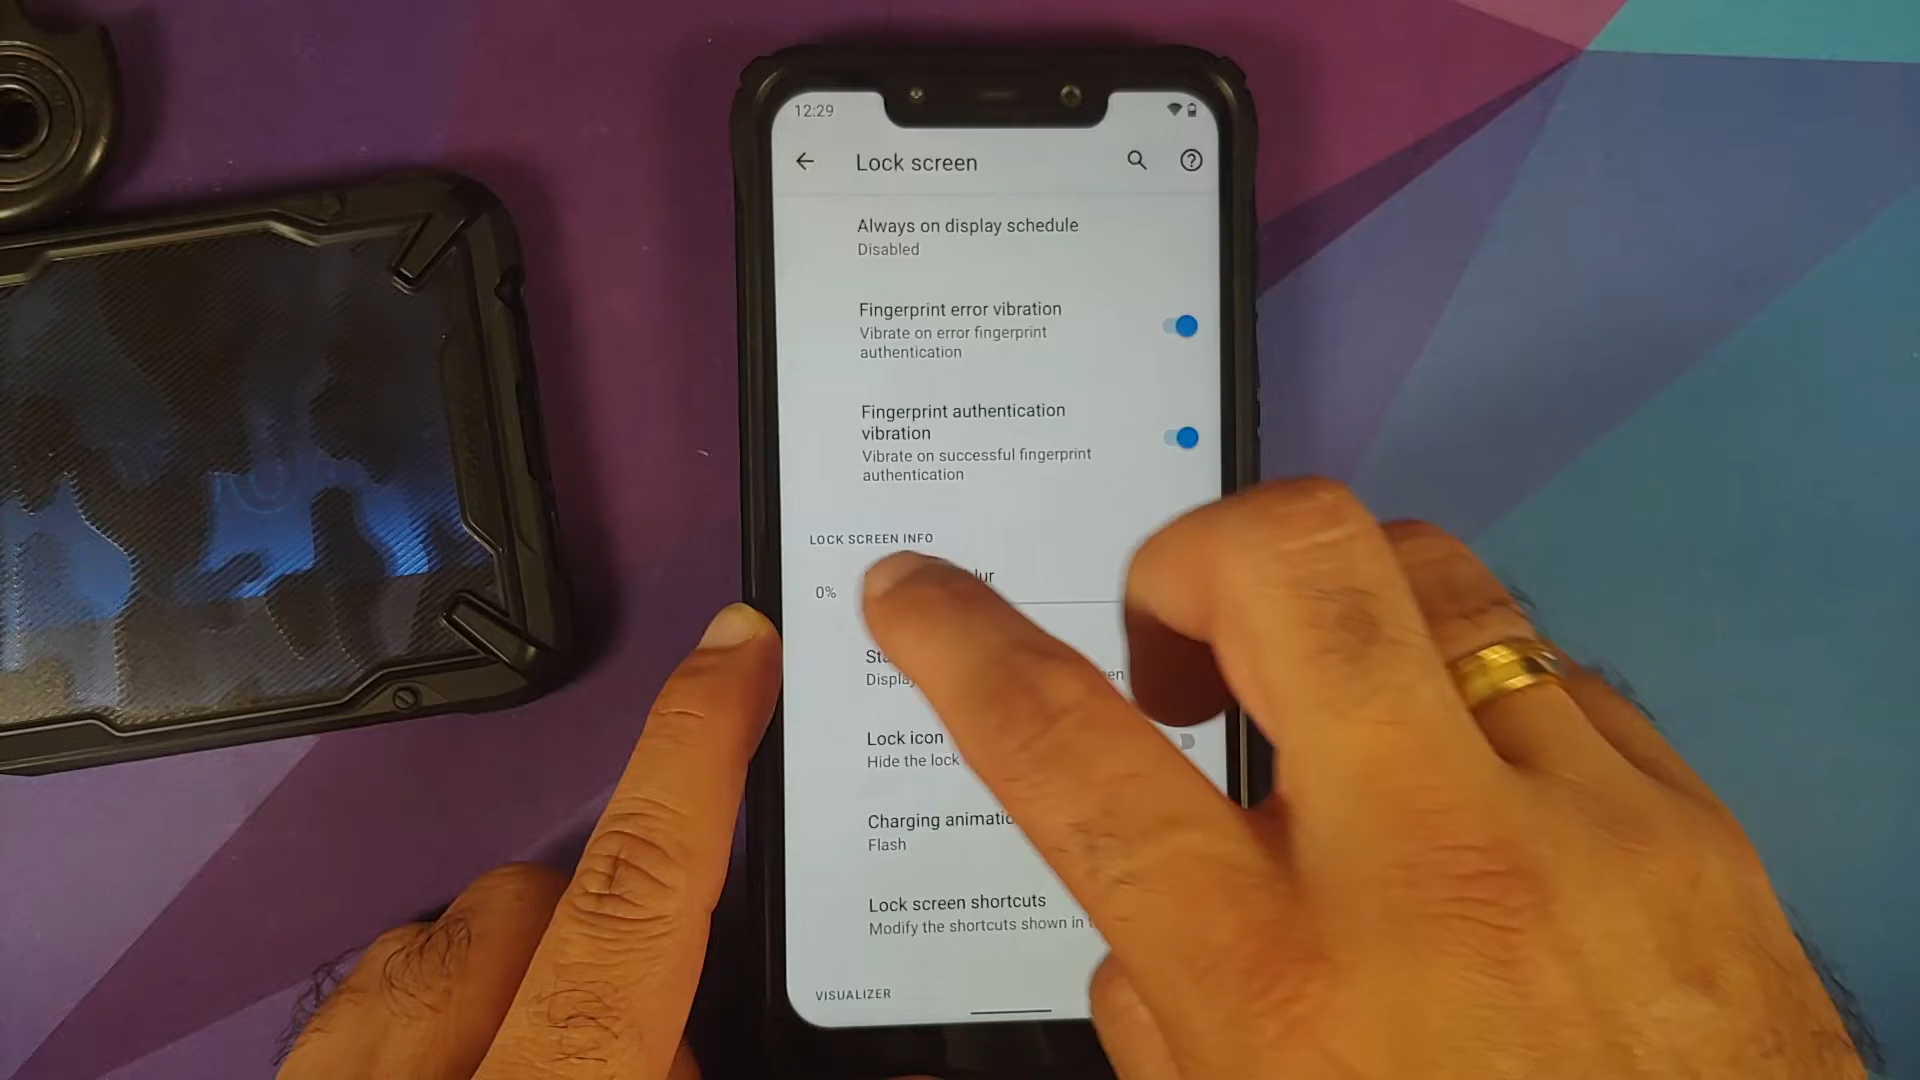 12:29
Lock screen
Always on display schedule
Disabled
Fingerprint error vibration
Vibrate on error fingerprint
authentication
Fingerprint authentication
vibration
Vibrate on successful fingerprint
authentication
LOCK SCREEN INFO
0%
Display
Lock icon
Hide the lock
Charging
Flash
Lock screen shortcuts
Modify the shortcuts shown in
VISUALIZER